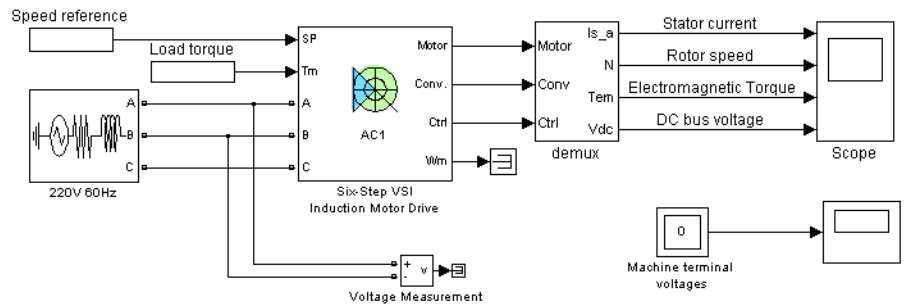 Speed reference
Load torque
SP
Tm
A
B
C
A
B
C
220V 60Hz
AC1
Motor
Conv.
Ctrl
Wm
Six-Step VSI
Induction Motor Drive
Motor
Conv
Ctrl
Is_a
N
Tem
Vdc
demux
Stator current
Rotor speed
Electromagnetic Torque
DC bus voltage
Scope
+
-
v
Voltage Measurement
0
Machine terminal
voltages